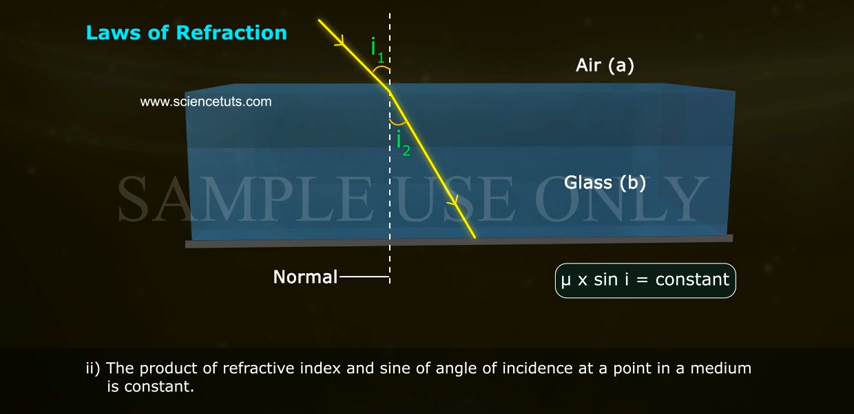 Laws of Refraction
i1
Air (a)
www.sciencetuts.com
i2
Glass (b)
SAMPLE USE ONLY
Normal
μ x sin i = constant
ii) The product of refractive index and sine of angle of incidence at a point in a medium
is constant.